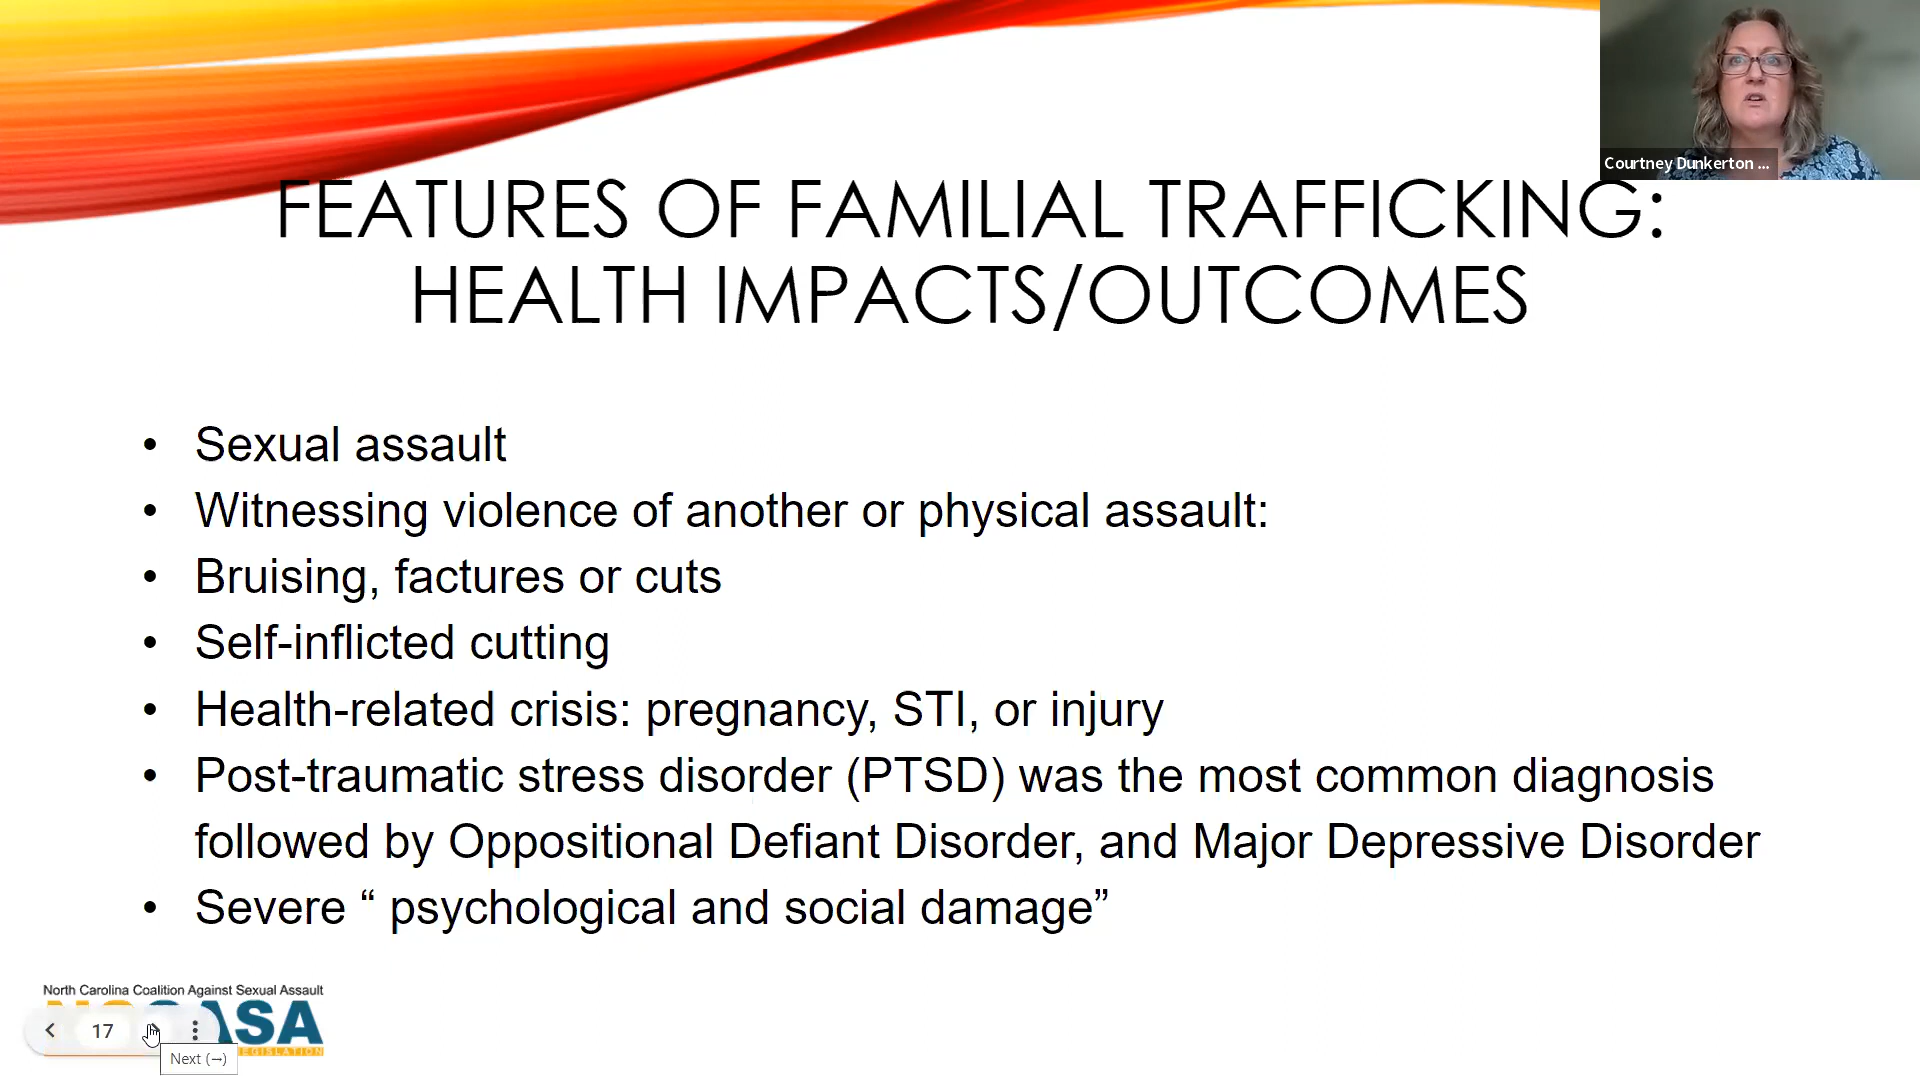 Courtney Dunkerton ...
FEATURES OF FAMILIAL TRAFFICKING:
HEALTH IMPACTS/OUTCOMES
• Sexual assault
• Witnessing violence of another or physical assault:
• Bruising, factures or cuts
• Self-inflicted cutting
• Health-related crisis: pregnancy, STI, or injury
• Post-traumatic stress disorder (PTSD) was the most common diagnosis
followed by Oppositional Defiant Disorder, and Major Depressive Disorder
• Severe “ psychological and social damage”
North Carolina Coalition Against Sexual Assault
NCCASA
17
Next (→)